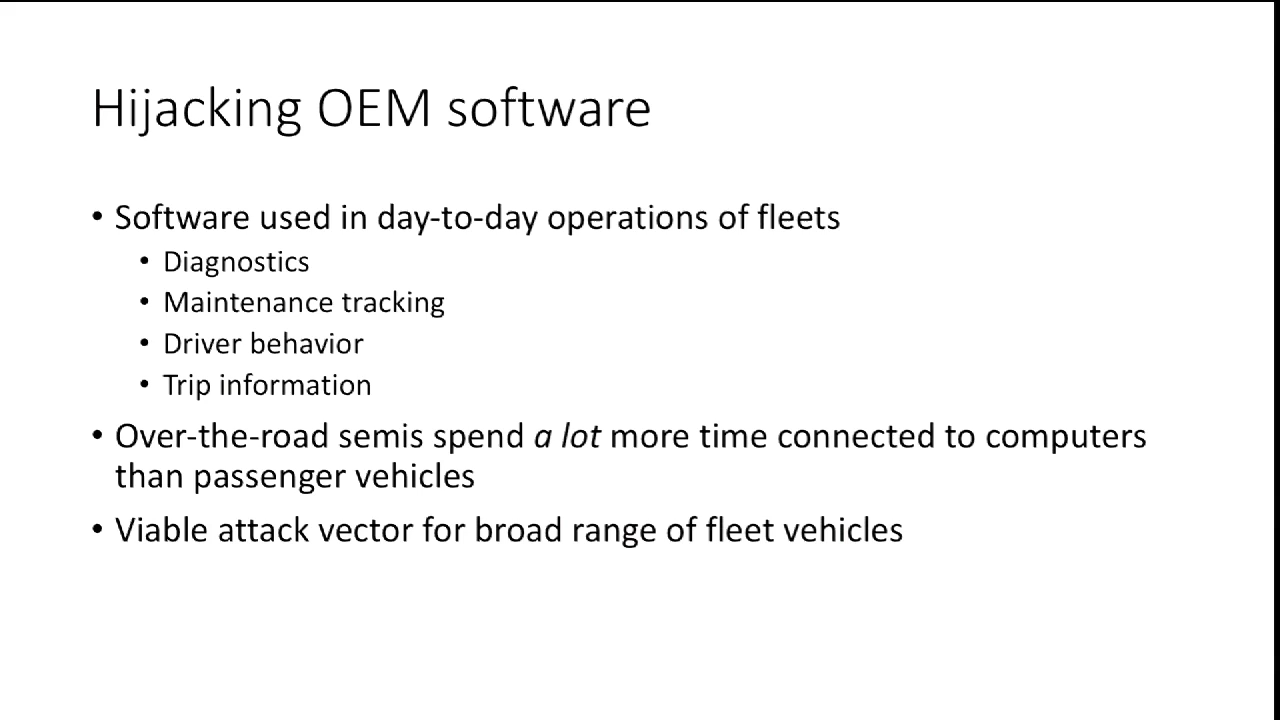 Hijacking OEM software
• Software used in day-to-day operations of fleets
• Diagnostics
• Maintenance tracking
• Driver behavior
• Trip information
• Over-the-road semis spend a lot more time connected to computers
than passenger vehicles
• Viable attack vector for broad range of fleet vehicles